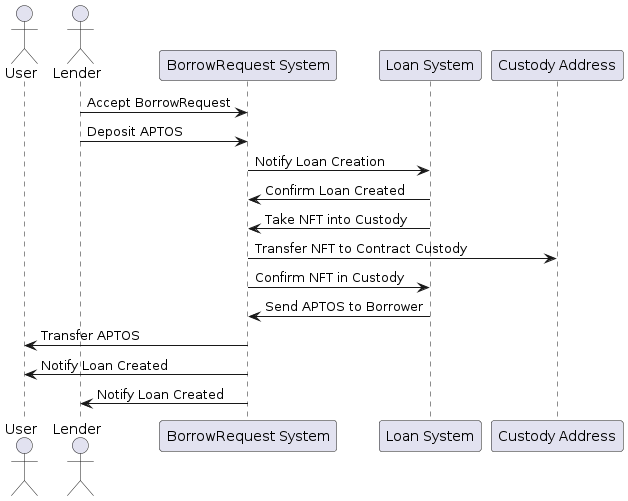 User Lender BorrowRequest System Loan System Custody Address
Accept BorrowRequest
Deposit APTOS
Notify Loan Creation
Confirm Loan Created
Take NFT into Custody
Transfer NFT to Contract Custody
Confirm NFT in Custody
Send APTOS to Borrower
Transfer APTOS
Notify Loan Created
Notify Loan Created
User Lender BorrowRequest System Loan System Custody Address